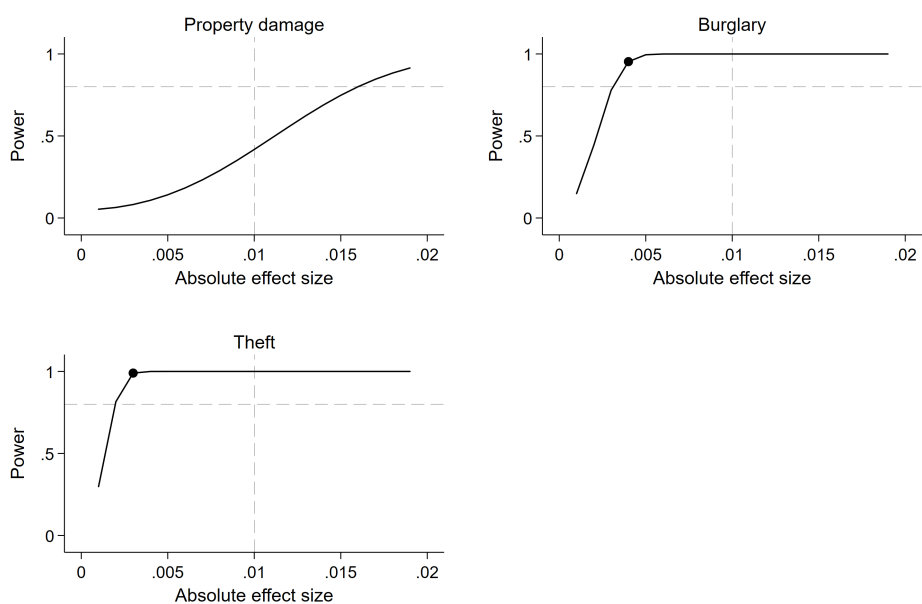 Property damage
Power
1
.5
0
0 .005 .01 .015 .02
Absolute effect size
Burglary
Power
1
.5
0
0 .005 .01 .015 .02
Absolute effect size
Theft
Power
1
.5
0
0 .005 .01 .015 .02
Absolute effect size